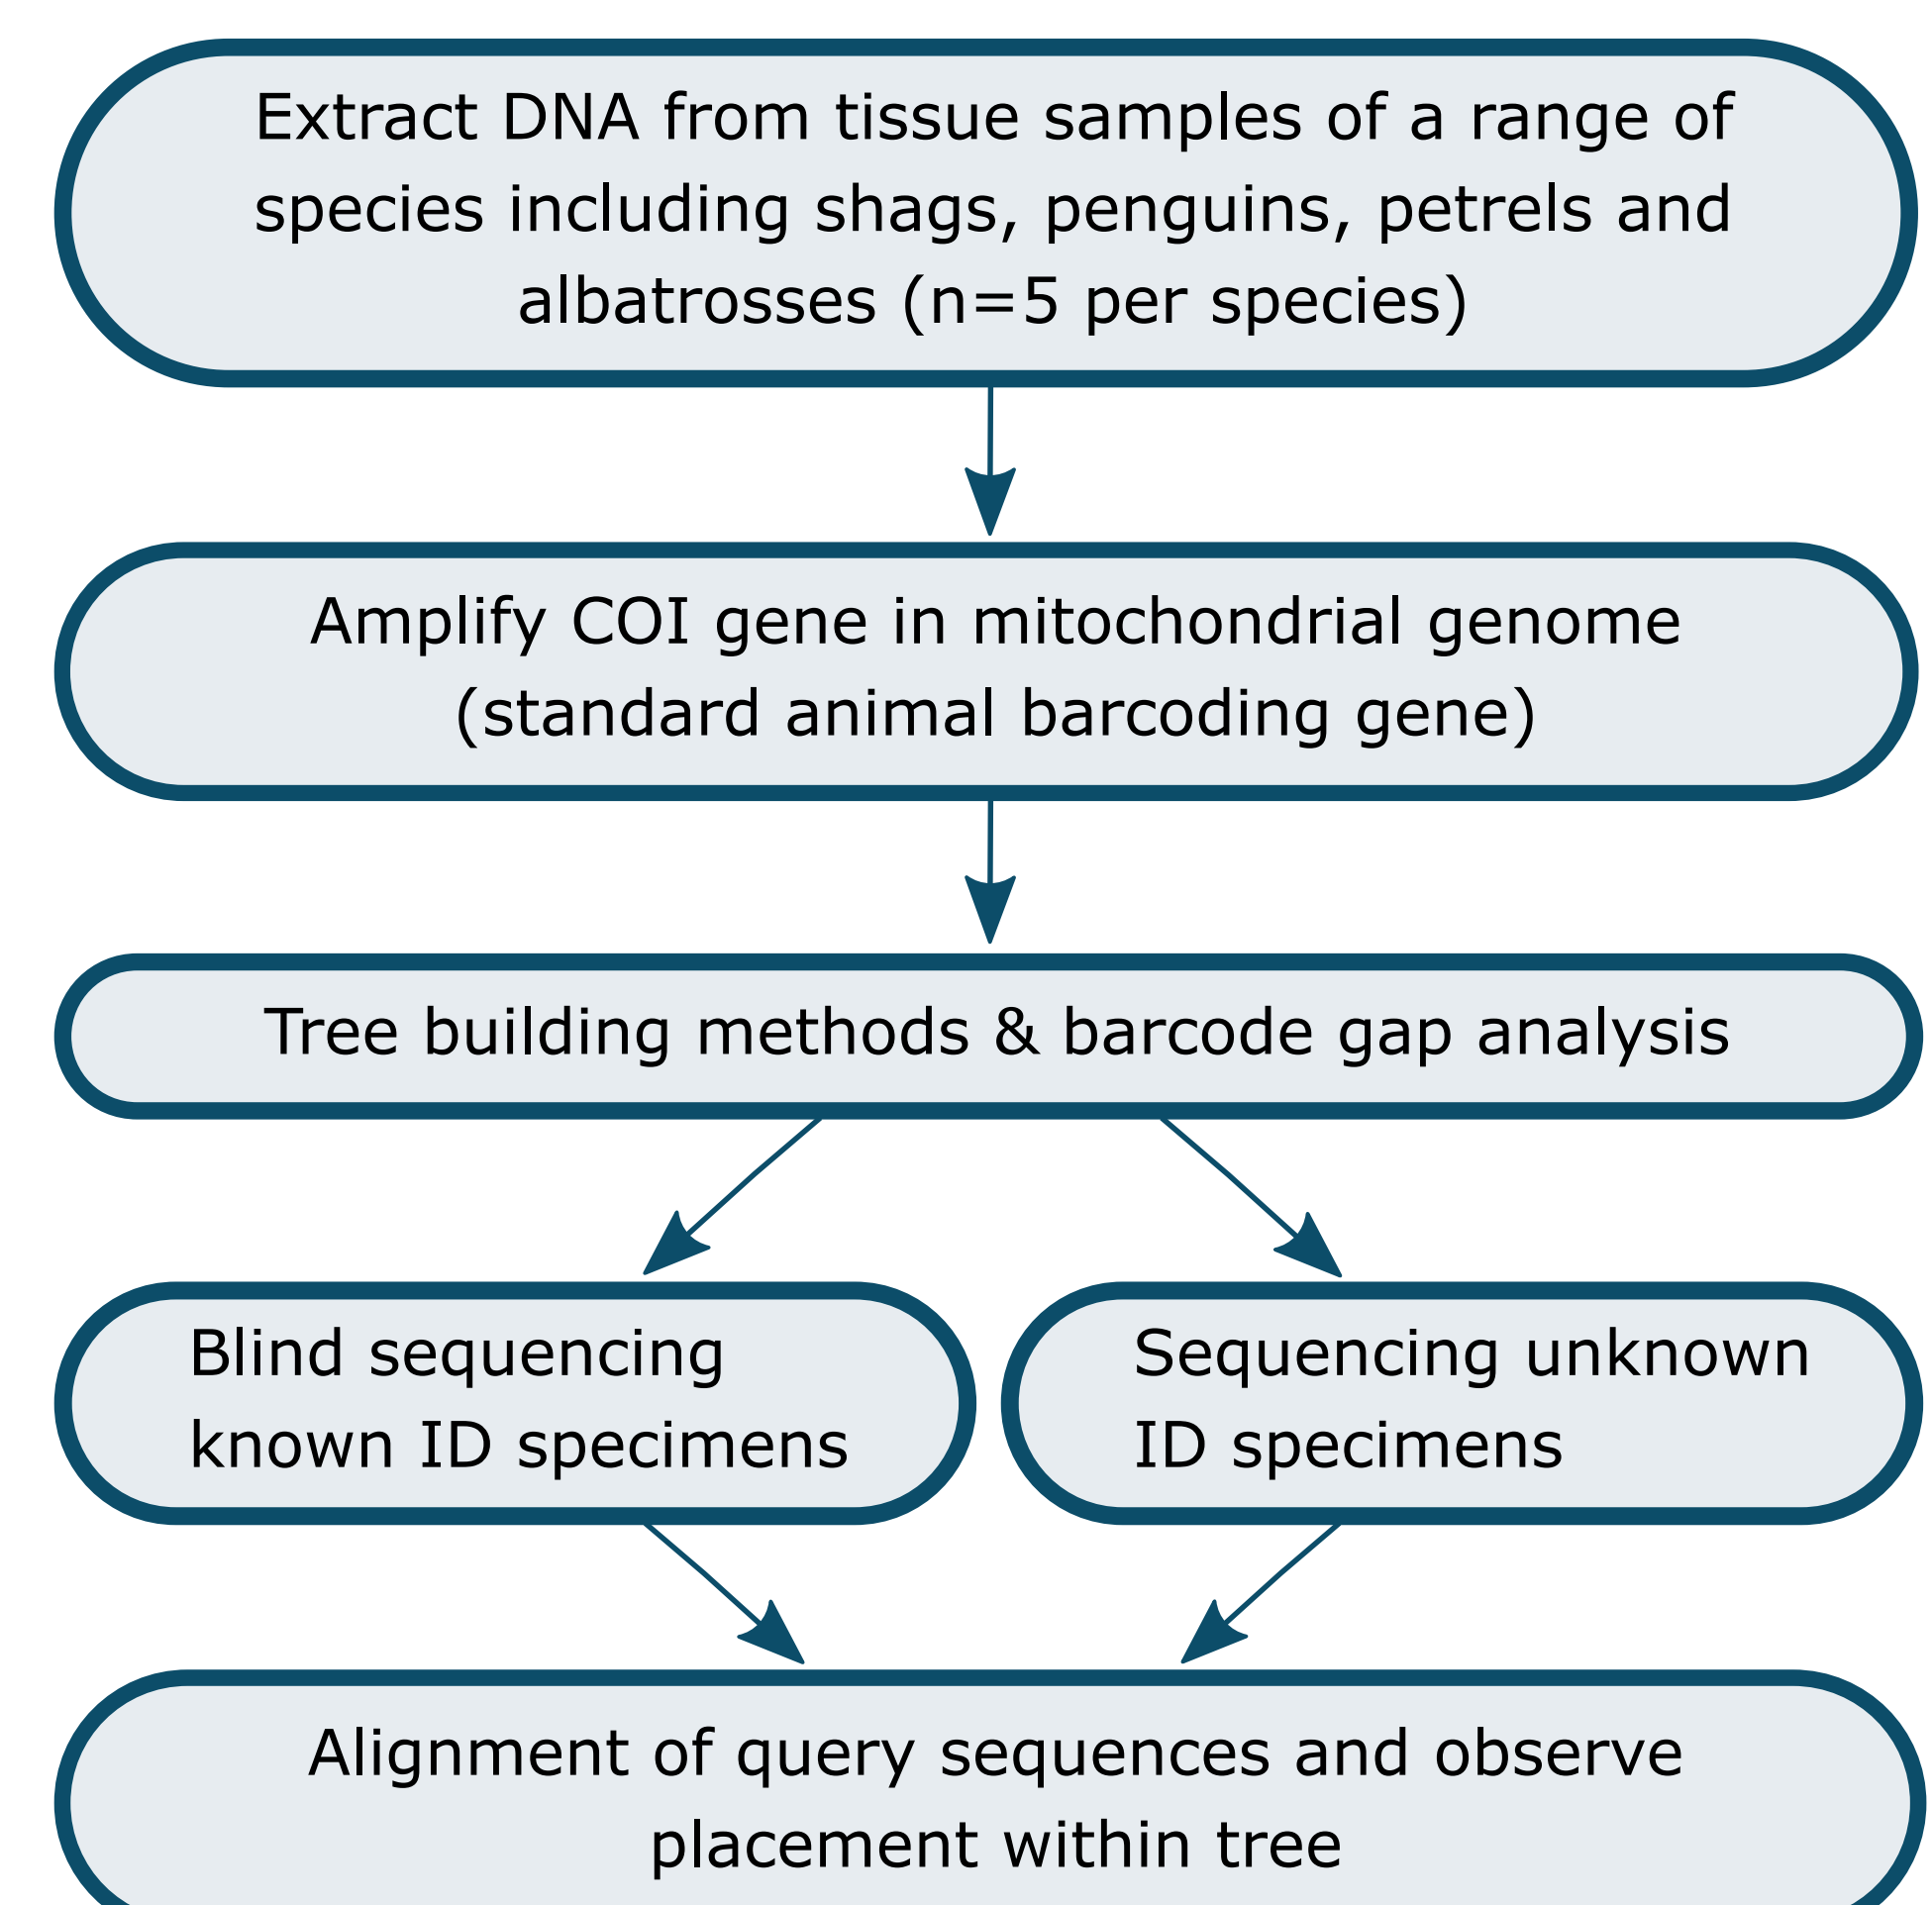 Extract DNA from tissue samples of a range of
species including shags, penguins, petrels and
albatrosses (n=5 per species)
Amplify COI gene in mitochondrial genome
(standard animal barcoding gene)
Tree building methods & barcode gap analysis
Blind sequencing
known ID specimens
Sequencing unknown
ID specimens
Alignment of query sequences and observe
placement within tree